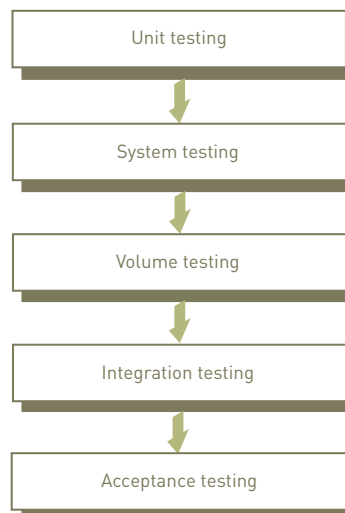 Unit testing
System testing
Volume testing
Integration testing
Acceptance testing